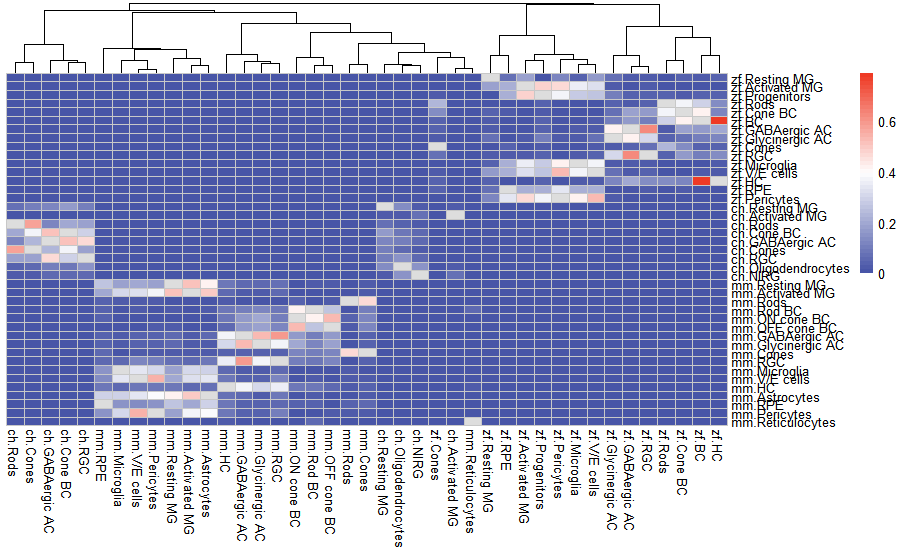 zf.Resting MG
zf.Activated MG
zf.Progenitors
zf.Rods
zf.Cone BC
zf.BC
zf.GABAergic AC
zf.Glycinergic AC
zf.Cones
zf.RGC
zf.Microglia
zf.V/E cells
zf.HC
zf.RPE
zf.Pericytes
ch.Resting MG
ch.Activated MG
ch.Rods
ch.Cone BC
ch.GABAergic AC
ch.Cones
ch.RGC
ch.Oligodendrocytes
ch.NIRG
mm.Resting MG
mm.Activated MG
mm.Rods
mm.Rod BC
mm.ON cone BC
mm.OFF cone BC
mm.GABAergic AC
mm.Glycinergic AC
mm.Cones
mm.RGC
mm.Microglia
mm.V/E cells
mm.HC
mm.Astrocytes
mm.RPE
mm.Pericytes
mm.Reticulocytes
0.6
0.4
0.2
0
ch.Rods
ch.Cones
ch.GABAergic AC
ch.Cone BC
ch.RGC
mm.RPE
mm.Microglia
mm.V/E cells
mm.Pericytes
mm.Resting MG
mm.Activated MG
mm.Astrocytes
mm.HC
mm.GABAergic AC
mm.Glycinergic AC
mm.RGC
mm.ON cone BC
mm.Rod BC
mm.OFF cone BC
mm.Rods
mm.Cones
ch.Resting MG
ch.Oligodendrocytes
ch.NIRG
zf.Cones
ch.Activated MG
mm.Reticulocytes
zf.Resting MG
zf.RPE
zf.Activated MG
zf.Progenitors
zf.Pericytes
zf.Microglia
zf.V/E cells
zf.Glycinergic AC
zf.GABAergic AC
zf.RGC
zf.Rods
zf.Cone BC
zf.BC
zf.HC